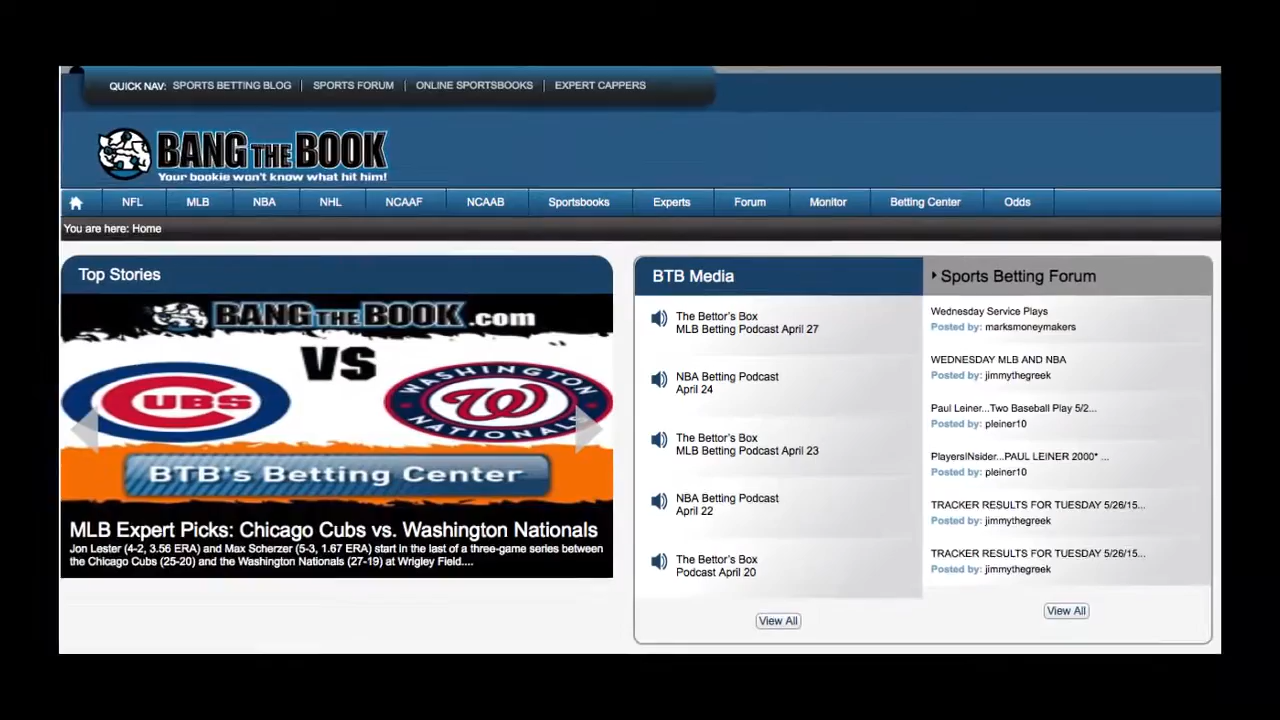 QUICK NAV: SPORTS BETTING BLOG | SPORTS FORUM | ONLINE SPORTSBOOKS | EXPERT CAPPERS
BANG THE BOOK
Your bookie won't know what hit him!
NFL MLB NBA NHL NCAAF NCAAB Sportsbooks Experts Forum Monitor Betting Center Odds
You are here: Home
Top Stories
BANG THE BOOK.com
VS
CUBS
WASHINGTON
W
NATIONALS
BTB's Betting Center
MLB Expert Picks: Chicago Cubs vs. Washington Nationals
Jon Lester (4-2, 3.56 ERA) and Max Scherzer (5-3, 1.67 ERA) start in the last of a three-game series between
the Chicago Cubs (25-20) and the Washington Nationals (27-19) at Wrigley Field....
BTB Media
The Bettor's Box
MLB Betting Podcast April 27
NBA Betting Podcast
April 24
The Bettor's Box
MLB Betting Podcast April 23
NBA Betting Podcast
April 22
The Bettor's Box
Podcast April 20
View All
Sports Betting Forum
Wednesday Service Plays
Posted by: marksmoneymakers
WEDNESDAY MLB AND NBA
Posted by: jimmythegreek
Paul Leiner...Two Baseball Play 5/2...
Posted by: pleiner10
PlayersINsider...PAUL LEINER 2000* ...
Posted by: pleiner10
TRACKER RESULTS FOR TUESDAY 5/26/15...
Posted by: jimmythegreek
TRACKER RESULTS FOR TUESDAY 5/26/15...
Posted by: jimmythegreek
View All